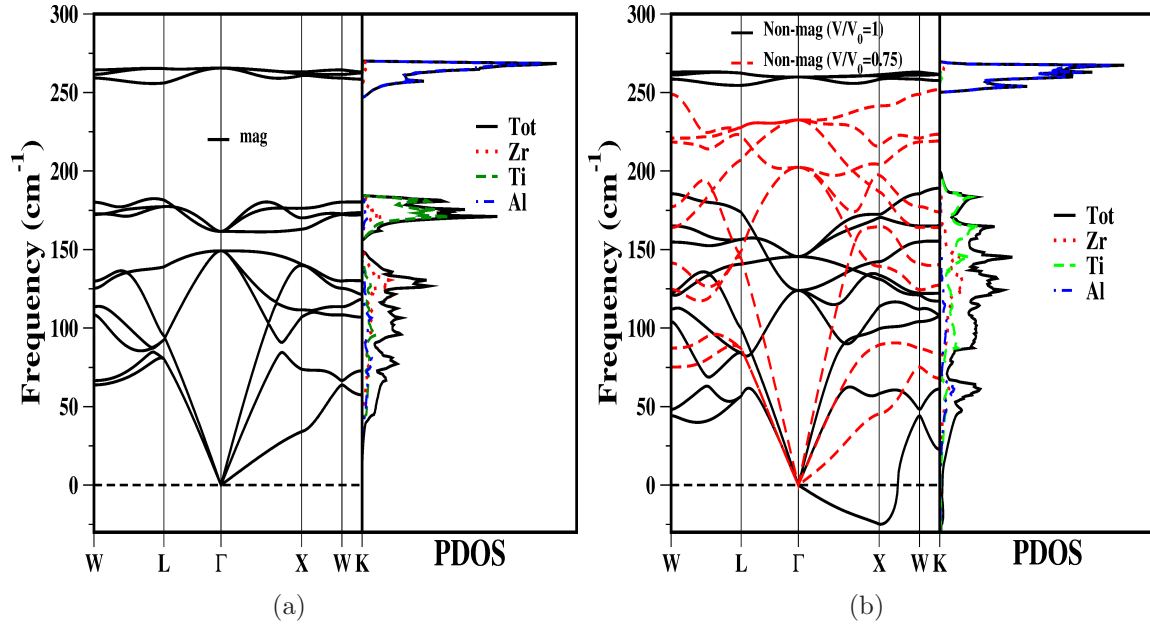 300
250
200
150
100
50
0
Frequency (cm⁻¹)
mag
Tot
Zr
Ti
Al
W L Γ X W K
PDOS
(a)
300
250
200
150
100
50
0
Frequency (cm⁻¹)
Non-mag (V/V₀=1)
Non-mag (V/V₀=0.75)
Tot
Zr
Ti
Al
W L Γ X W K
PDOS
(b)